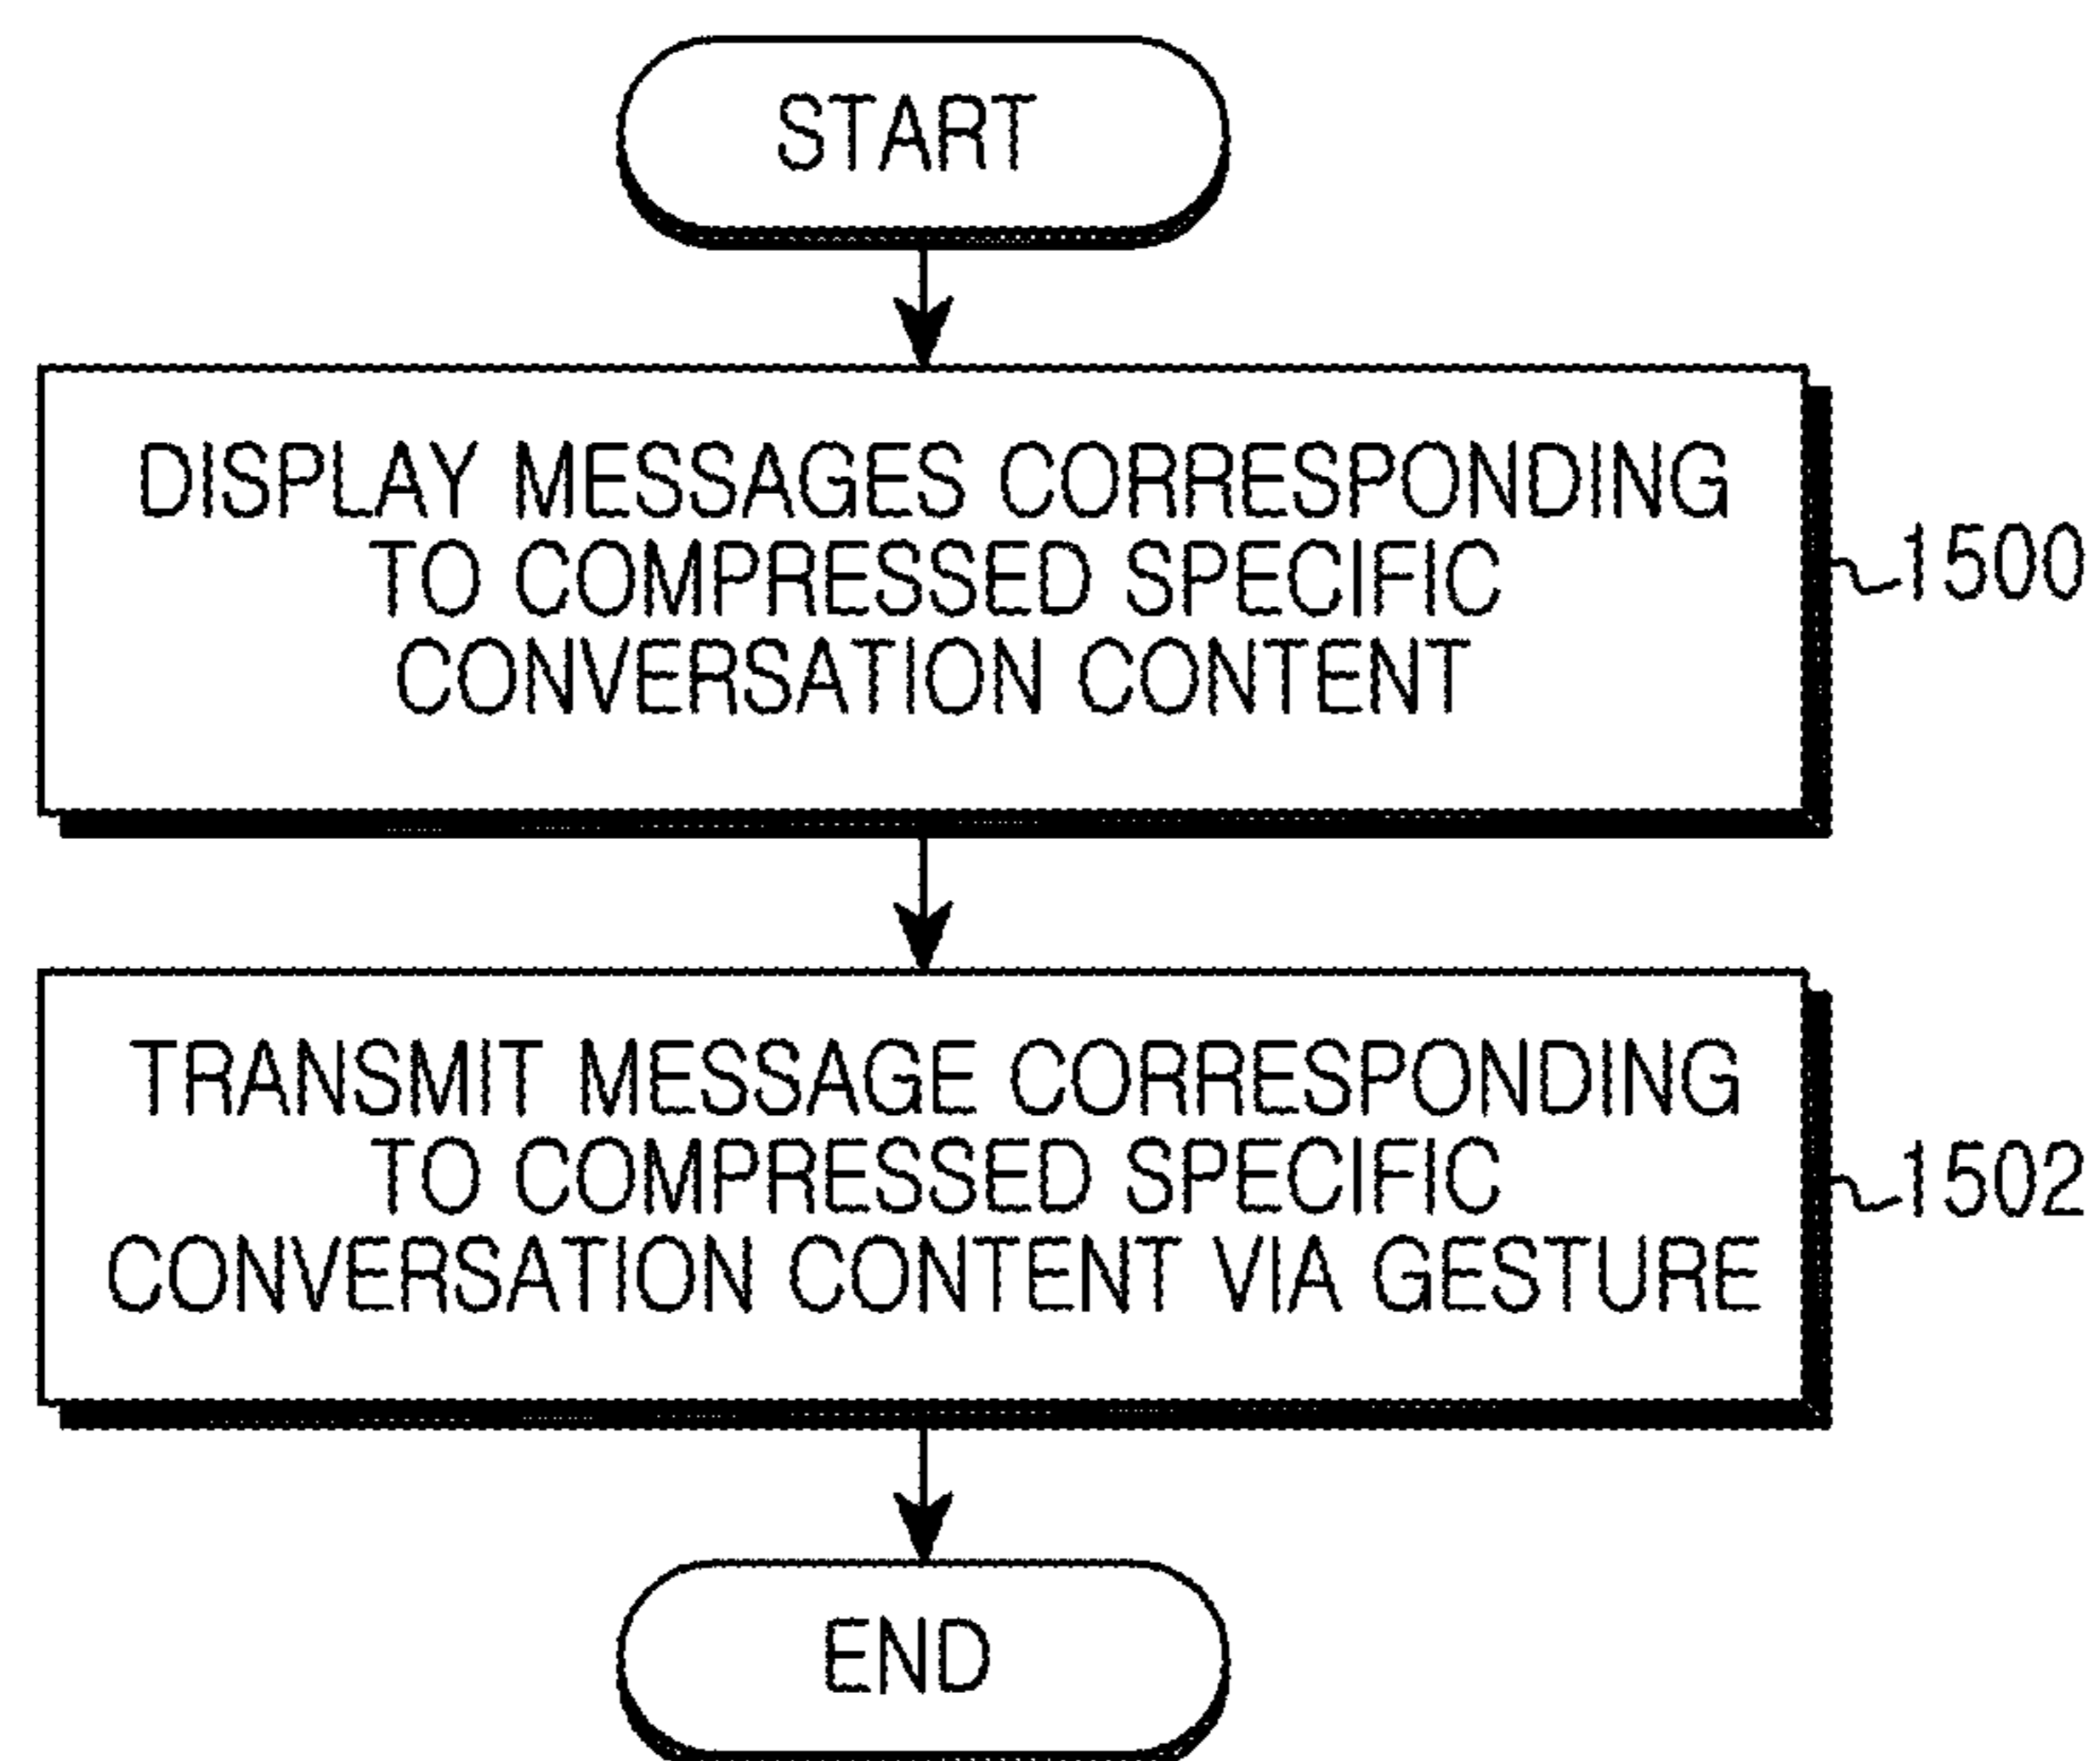 START
DISPLAY MESSAGES CORRESPONDING
TO COMPRESSED SPECIFIC
CONVERSATION CONTENT
1500
TRANSMIT MESSAGE CORRESPONDING
TO COMPRESSED SPECIFIC
CONVERSATION CONTENT VIA GESTURE
1502
END